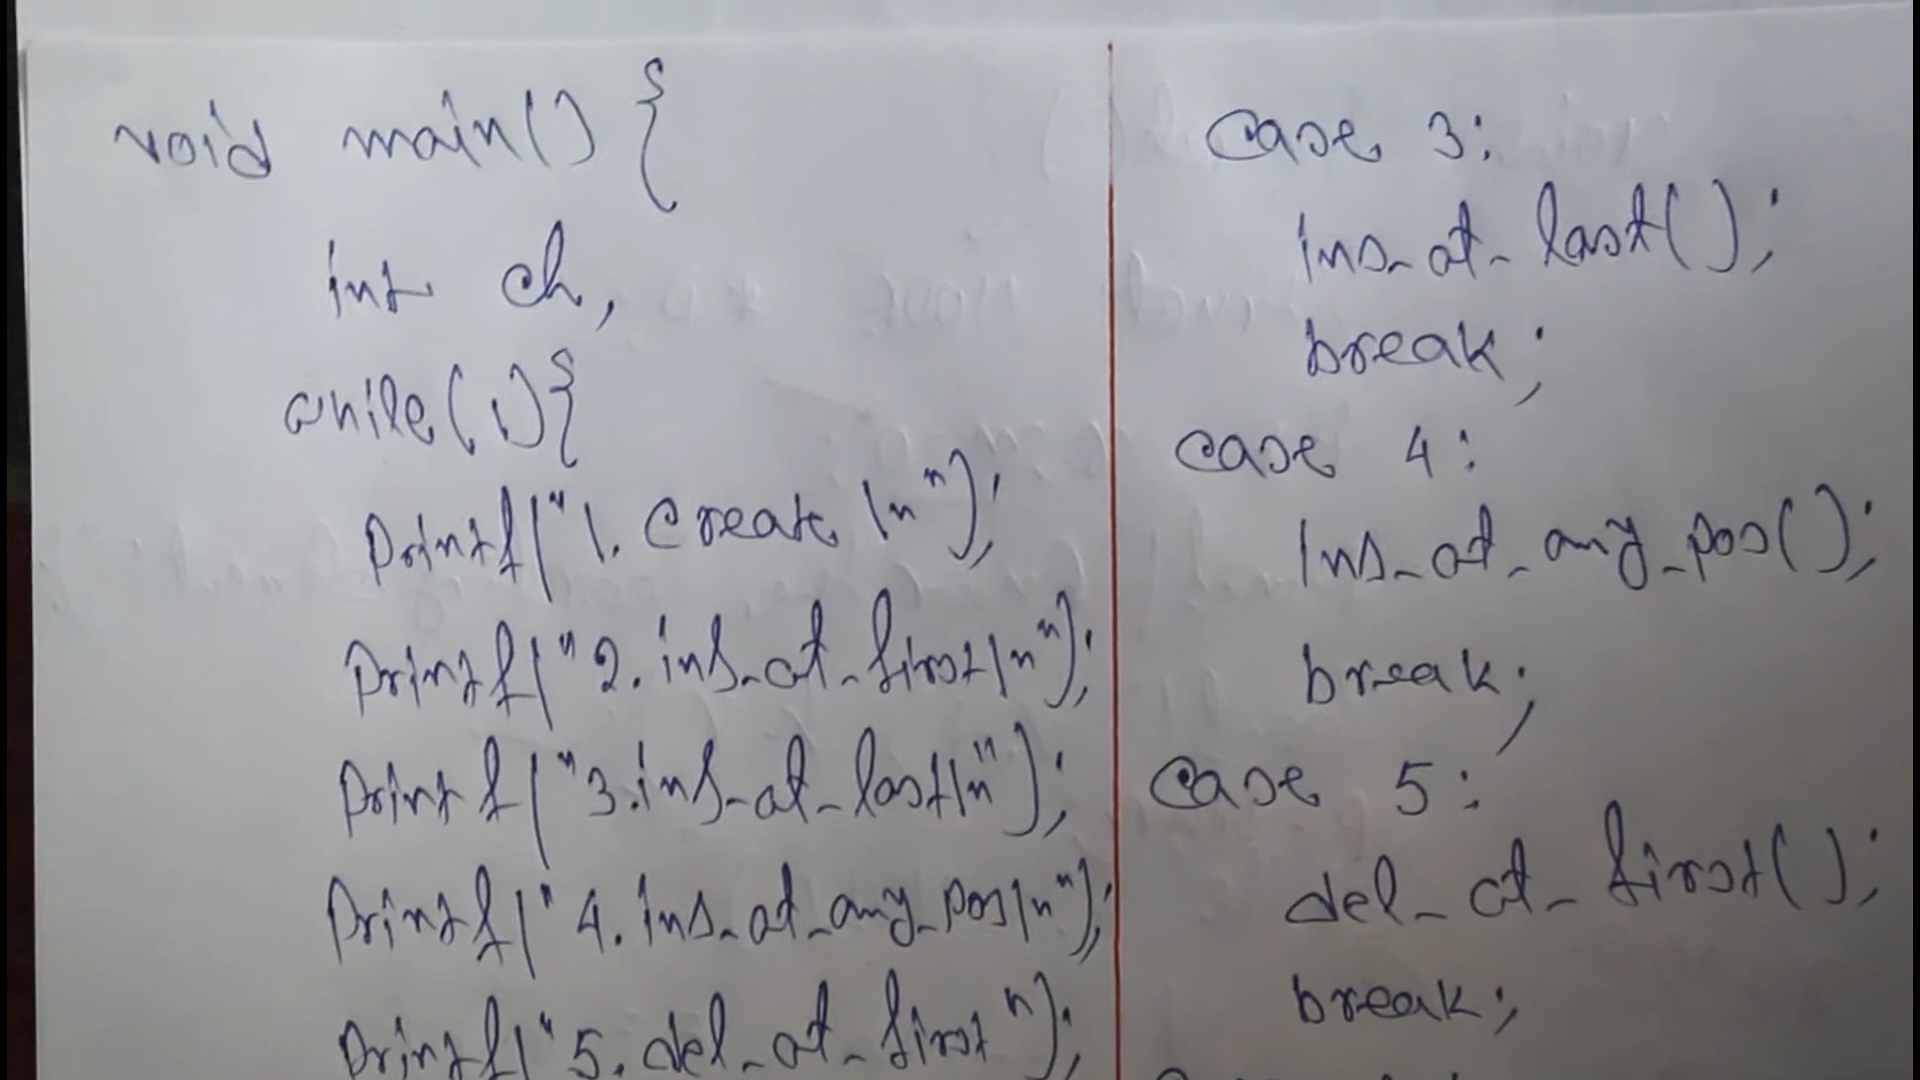 void main() {
int ch,
while(1){
printf("1. Create \n");
printf("2. ins_at_first\n");
printf("3.ins_at_last\n");
printf("4. ins_at_any_pos\n");
printf("5. del_at_first");
case 3:
ins_at_last();
break;
case 4:
ins_at_any_pos();
break;
case 5:
del_at_first();
break;